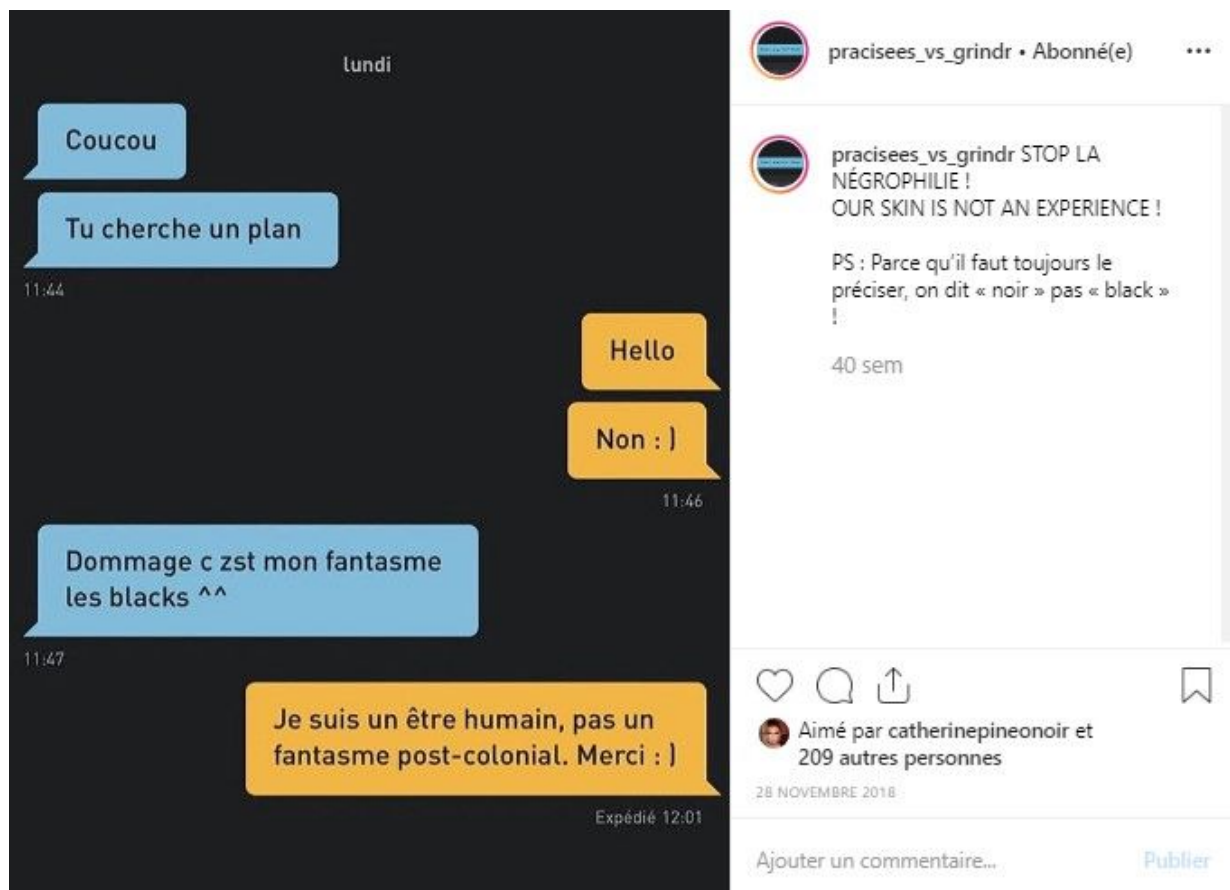 lundi
Coucou
Tu cherche un plan
11:44
Hello
Non : )
11:46
Dommage c zst mon fantasme
les blacks ^^
11:47
Je suis un être humain, pas un
fantasme post-colonial. Merci : )
Expédié 12:01
pracisees_vs_grindr • Abonné(e)
pracisees_vs_grindr STOP LA
NÉGROPHILIE !
OUR SKIN IS NOT AN EXPERIENCE !
PS : Parce qu'il faut toujours le
préciser, on dit « noir » pas « black »
!
40 sem
Aimé par catherinepineonoir et
209 autres personnes
28 NOVEMBRE 2018
Ajouter un commentaire... Publier